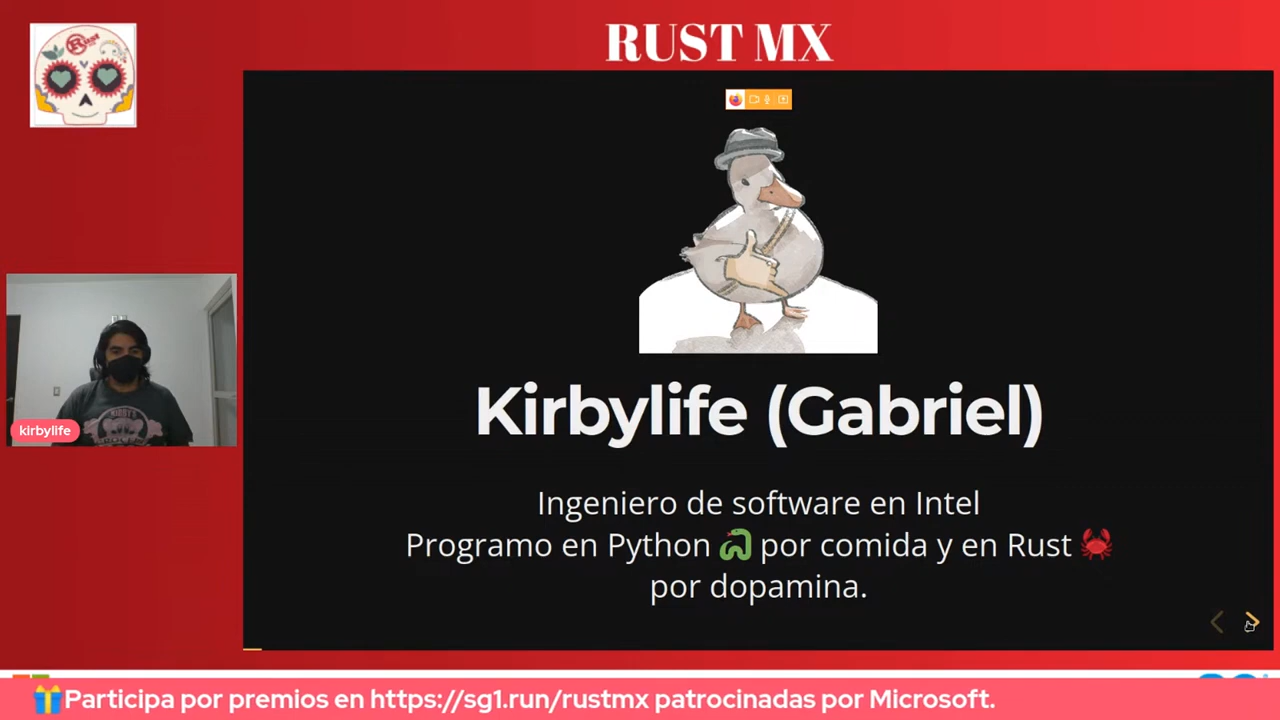 Rust
RUST MX
Kirbylife (Gabriel)
Ingeniero de software en Intel
Programo en Python 🐍 por comida y en Rust 🦀
por dopamina.
kirbylife
🎁Participa por premios en https://sg1.run/rustmx patrocinadas por Microsoft.